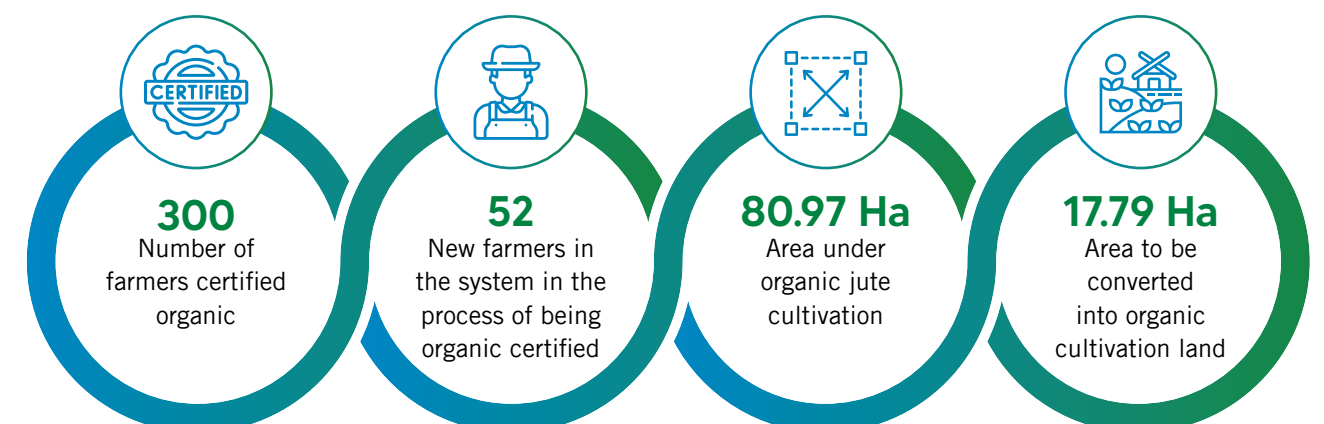 CERTIFIED
300
Number of
farmers certified
organic
52
New farmers in
the system in the
process of being
organic certified
80.97 Ha
Area under
organic jute
cultivation
17.79 Ha
Area to be
converted
into organic
cultivation land